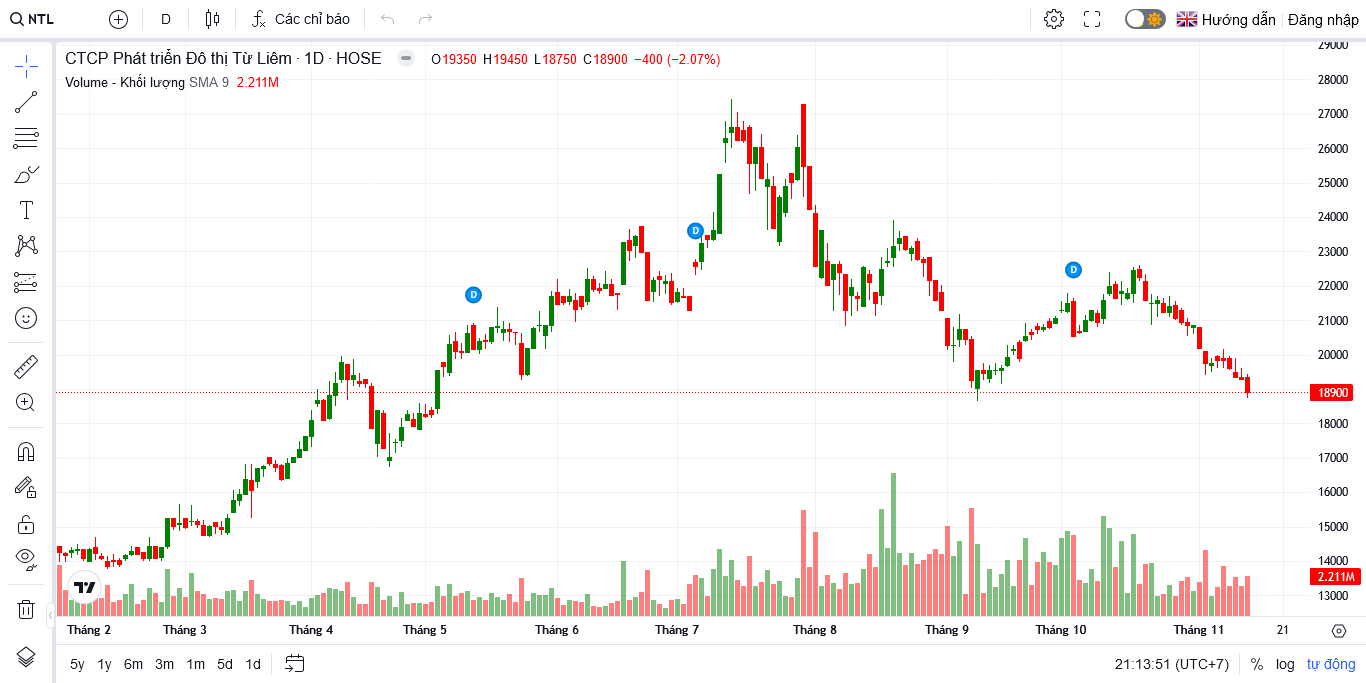 NTL D Các chỉ báo Hướng dẫn Đăng nhập
CTCP Phát triển Đô thị Từ Liêm · 1D · HOSE O19350 H19450 L18750 C18900 −400 (−2.07%)
Volume - Khối lượng SMA 9 2.211M
29000
28000
27000
26000
25000
24000
23000
22000
21000
20000
18900
18000
17000
16000
15000
14000
2.211M
13000
D
D
D
Tháng 2 Tháng 3 Tháng 4 Tháng 5 Tháng 6 Tháng 7 Tháng 8 Tháng 9 Tháng 10 Tháng 11 21
5y 1y 6m 3m 1m 5d 1d 21:13:51 (UTC+7) % log tự động